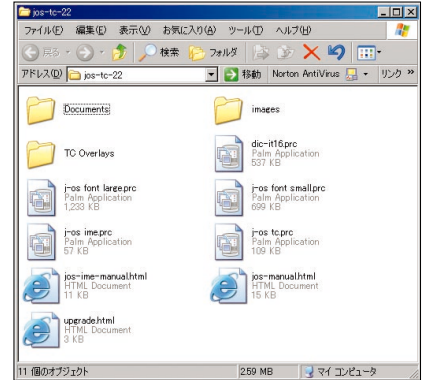 jos-tc-22
ファイル(F) 編集(E) 表示(V) お気に入り(A) ツール(T) ヘルプ(H)
戻る 検索 フォルダ
アドレス(D) jos-tc-22 移動 Norton AntiVirus リンク »
Documents
images
TC Overlays
dic-it16.prc
Palm Application
537 KB
j-os font large.prc
Palm Application
1,233 KB
j-os font small.prc
Palm Application
699 KB
j-os ime.prc
Palm Application
57 KB
j-os tc.prc
Palm Application
109 KB
jos-ime-manual.html
HTML Document
11 KB
jos-manual.html
HTML Document
15 KB
upgrade.html
HTML Document
3 KB
11 個のオブジェクト 2.59 MB マイ コンピュータ